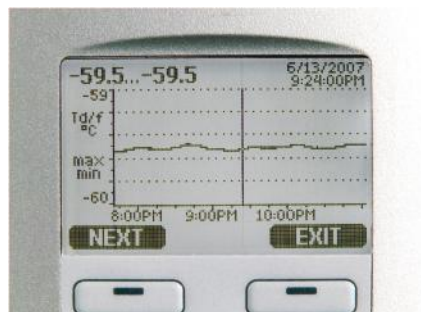 -59.5...-59.5
6/13/2007
9:24:00PM
-59
Td/f
°C
max
min
-60
8:00PM 9:00PM 10:00PM
NEXT EXIT